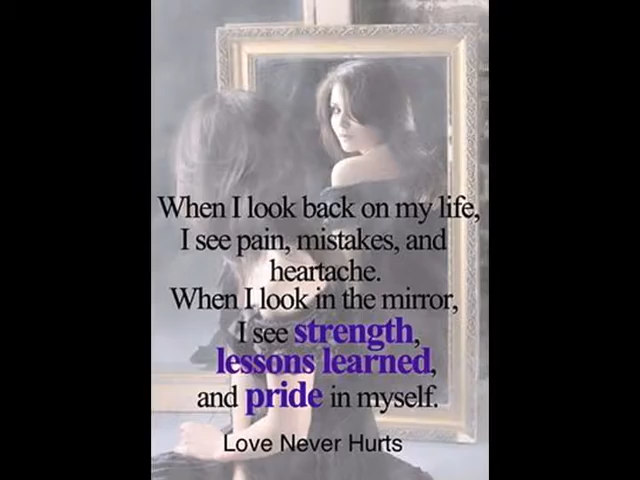 When I look back on my life,
I see pain, mistakes, and
heartache.
When I look in the mirror,
I see strength,
lessons learned,
and pride in myself.
Love Never Hurts